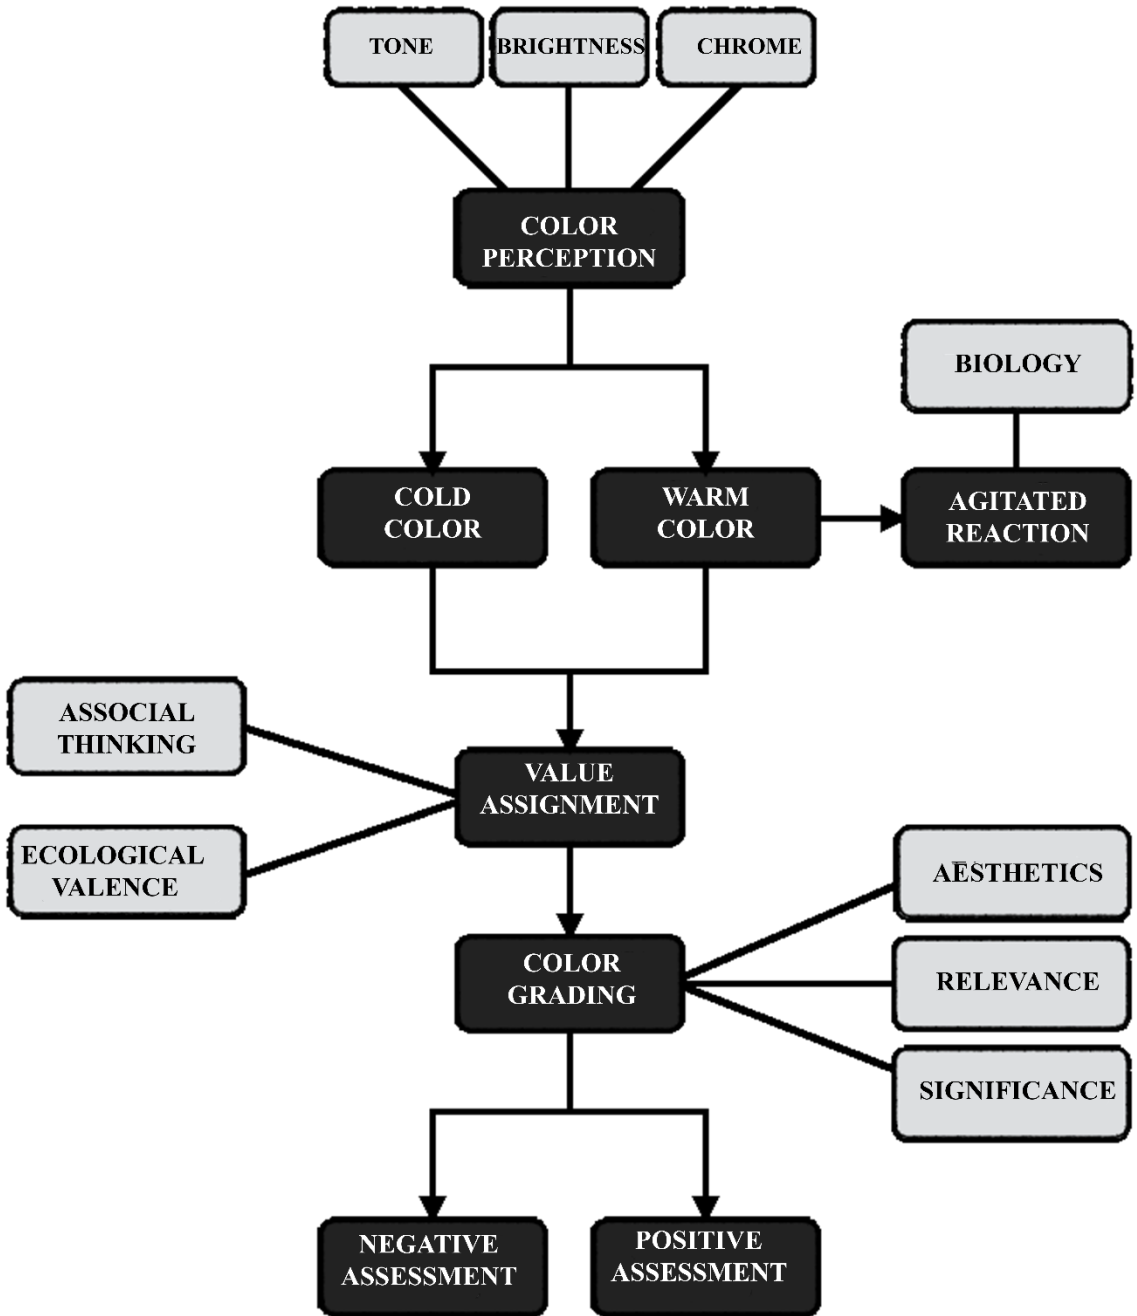 TONE
BRIGHTNESS
CHROME
COLOR
PERCEPTION
BIOLOGY
COLD
COLOR
WARM
COLOR
AGITATED
REACTION
ASSOCIAL
THINKING
VALUE
ASSIGNMENT
ECOLOGICAL
VALENCE
AESTHETICS
COLOR
GRADING
RELEVANCE
SIGNIFICANCE
NEGATIVE
ASSESSMENT
POSITIVE
ASSESSMENT